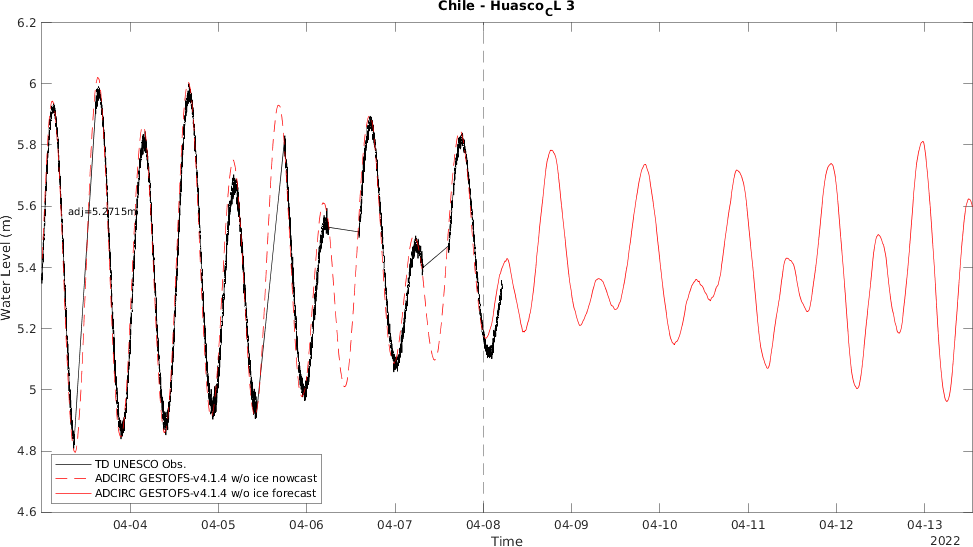 Chile - Huasco_CL 3
Water Level (m)
6.2
6
5.8
5.6
5.4
5.2
5
4.8
4.6
adj=5.2715m
TD UNESCO Obs.
ADCIRC GESTOFS-v4.1.4 w/o ice nowcast
ADCIRC GESTOFS-v4.1.4 w/o ice forecast
04-04 04-05 04-06 04-07 04-08 04-09 04-10 04-11 04-12 04-13
Time
2022